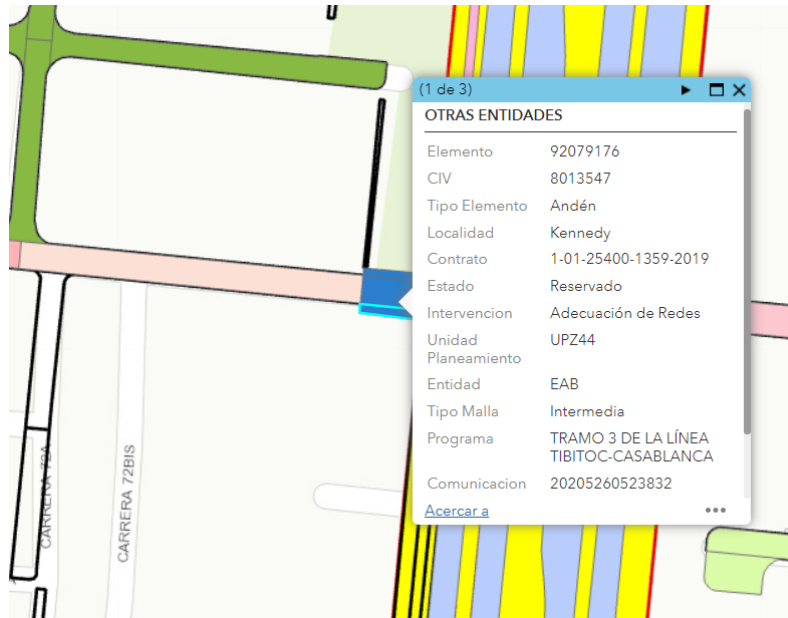 (1 de 3)
OTRAS ENTIDADES
Elemento 92079176
CIV 8013547
Tipo Elemento Andén
Localidad Kennedy
Contrato 1-01-25400-1359-2019
Estado Reservado
Intervencion Adecuación de Redes
Unidad Planeamiento UPZ44
Entidad EAB
Tipo Malla Intermedia
Programa TRAMO 3 DE LA LÍNEA
TIBITOC-CASABLANCA
Comunicacion 20205260523832
Acercar a
CARRERA 72A
CARRERA 72BIS